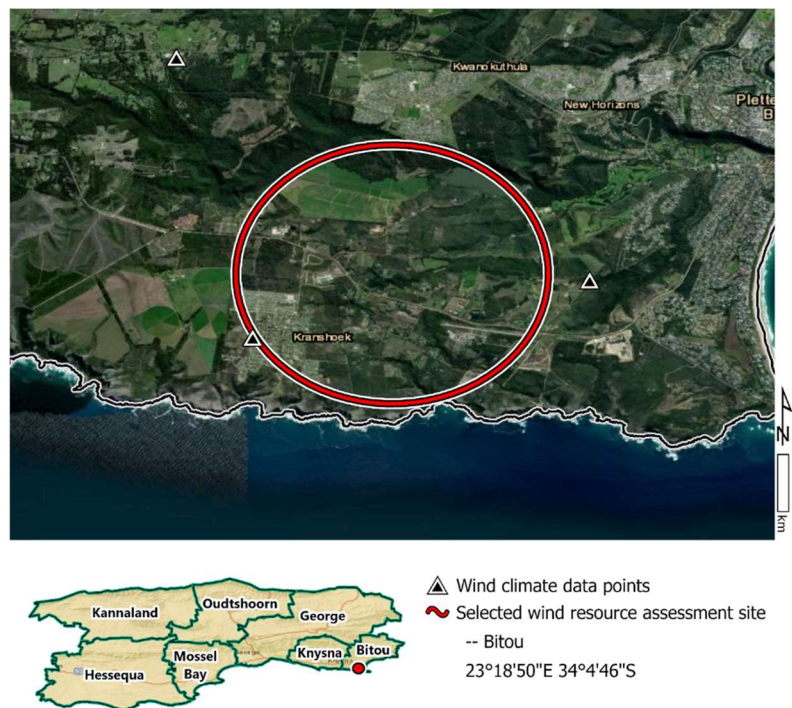 Kwanokuthula
New Horizons
Plette
B
Kranshoek
N
km
Kannaland
Oudtshoorn
George
Hessequa
Mossel
Bay
Knysna
Bitou
Wind climate data points
Selected wind resource assessment site
-- Bitou
23°18'50"E 34°4'46"S